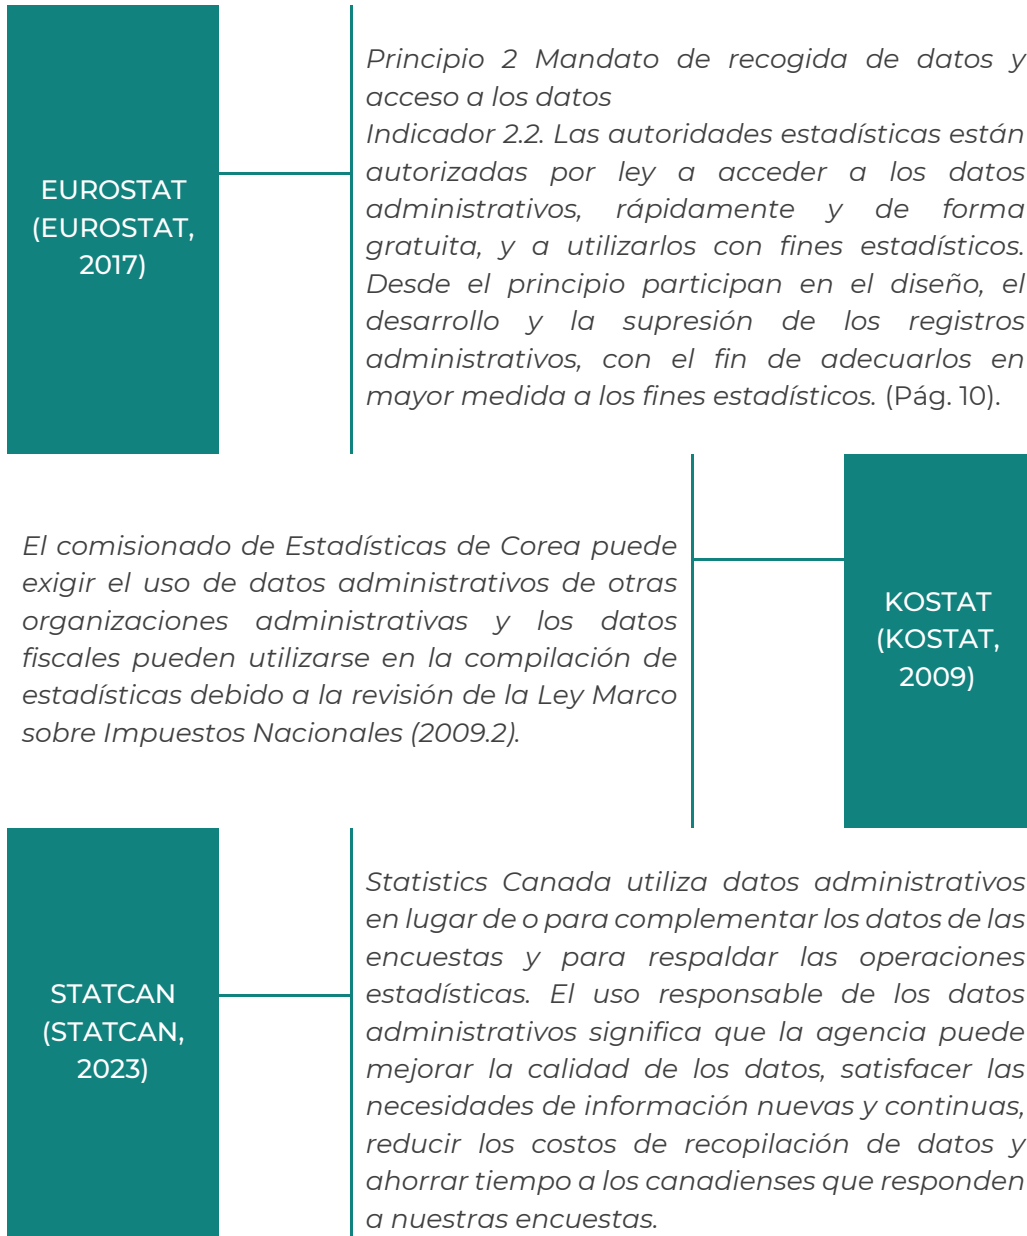 EUROSTAT
(EUROSTAT,
2017)
Principio 2 Mandato de recogida de datos y
acceso a los datos
Indicador 2.2. Las autoridades estadísticas están
autorizadas por ley a acceder a los datos
administrativos, rápidamente y de forma
gratuita, y a utilizarlos con fines estadísticos.
Desde el principio participan en el diseño, el
desarrollo y la supresión de los registros
administrativos, con el fin de adecuarlos en
mayor medida a los fines estadísticos. (Pág. 10).
El comisionado de Estadísticas de Corea puede
exigir el uso de datos administrativos de otras
organizaciones administrativas y los datos
fiscales pueden utilizarse en la compilación de
estadísticas debido a la revisión de la Ley Marco
sobre Impuestos Nacionales (2009.2).
KOSTAT
(KOSTAT,
2009)
STATCAN
(STATCAN,
2023)
Statistics Canada utiliza datos administrativos
en lugar de o para complementar los datos de las
encuestas y para respaldar las operaciones
estadísticas. El uso responsable de los datos
administrativos significa que la agencia puede
mejorar la calidad de los datos, satisfacer las
necesidades de información nuevas y continuas,
reducir los costos de recopilación de datos y
ahorrar tiempo a los canadienses que responden
a nuestras encuestas.